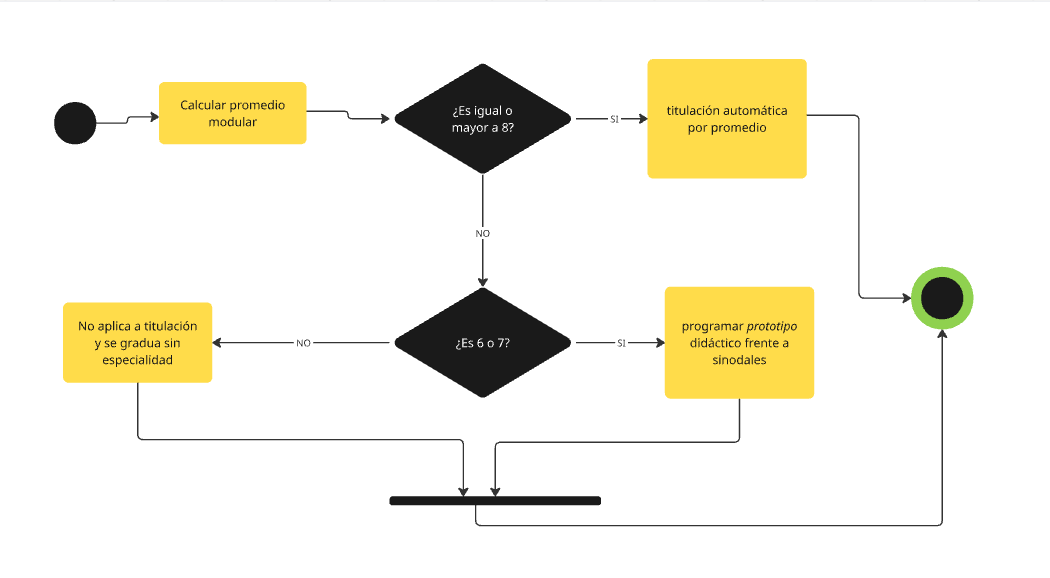 Calcular promedio
modular
¿Es igual o
mayor a 8?
SI
titulación automática
por promedio
NO
No aplica a titulación
y se gradua sin
especialidad
NO
¿Es 6 o 7?
SI
programar prototipo
didáctico frente a
sinodales